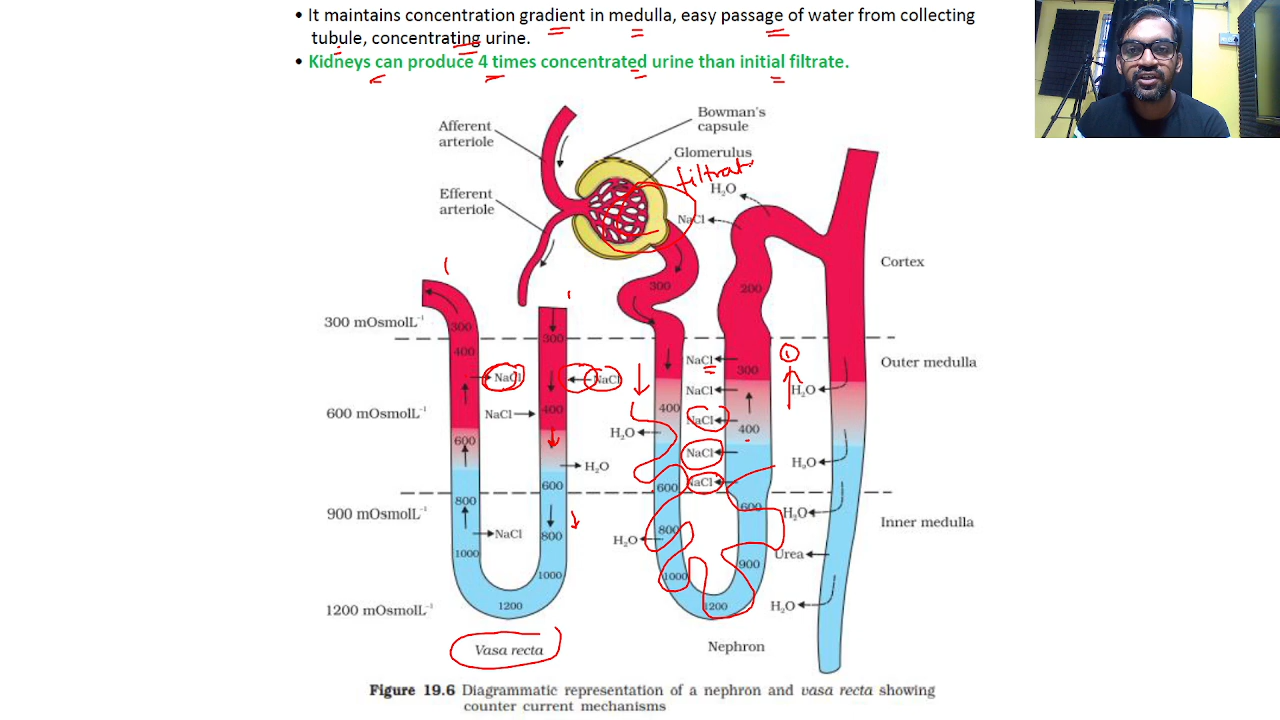 • It maintains concentration gradient in medulla, easy passage of water from collecting
tubule, concentrating urine.
• Kidneys can produce 4 times concentrated urine than initial filtrate.
Bowman's
capsule
Afferent
arteriole
Glomerulus
filtrat
Efferent
arteriole
H₂O
NaCl
Cortex
300
200
300 mOsmolL⁻¹
300
300
400
NaCl
NaCl
NaCl
300
Outer medulla
1
NaCl
H₂O
600 mOsmolL⁻¹
NaCl
400
400
NaCl
400
H₂O
600
NaCl
H₂O
H₂O
600
600
NaCl
800
600
900 mOsmolL⁻¹
H₂O
Inner medulla
NaCl
800
H₂O
800
1000
1000
1000
900
Urea
1200 mOsmolL⁻¹
1200
1200
H₂O
Vasa recta
Nephron
Figure 19.6 Diagrammatic representation of a nephron and vasa recta showing
counter current mechanisms